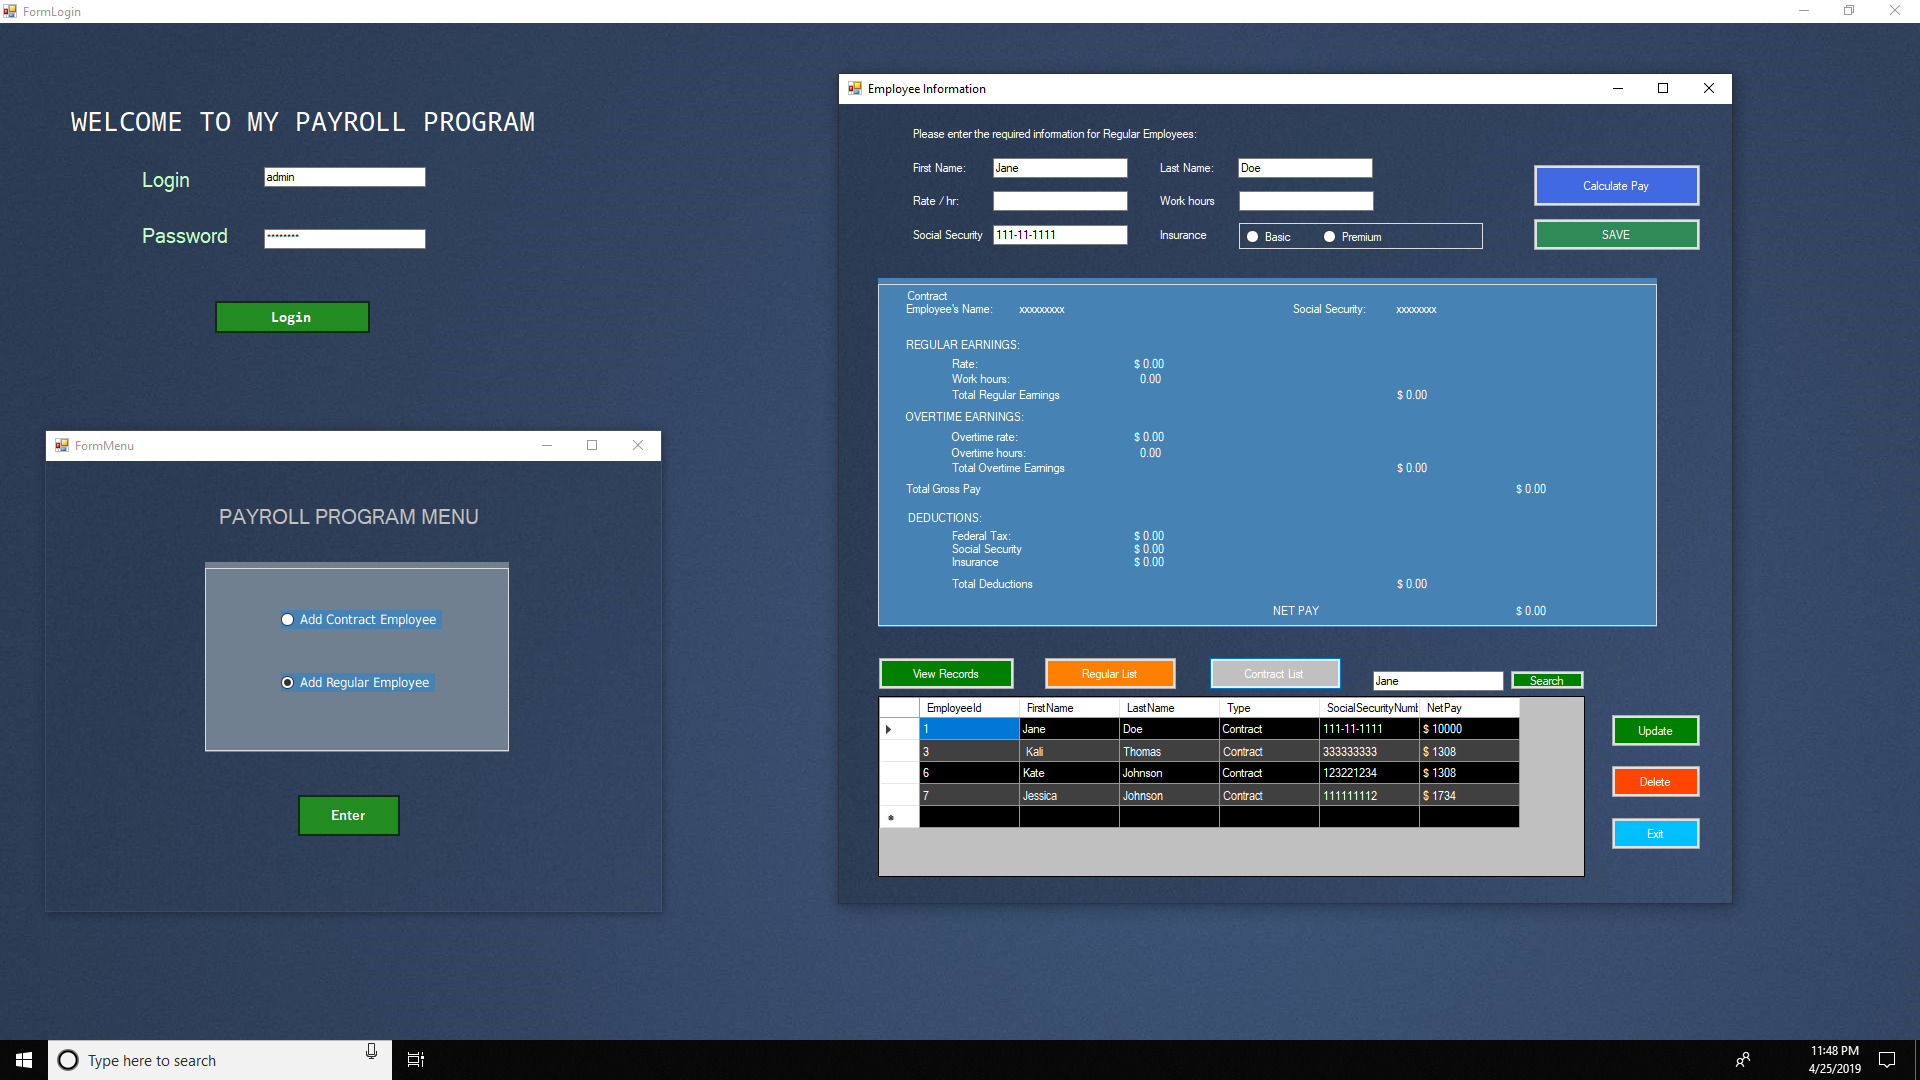 FormLogin
WELCOME TO MY PAYROLL PROGRAM
Login admin
Password ********
Login
FormMenu
PAYROLL PROGRAM MENU
Add Contract Employee
Add Regular Employee
Enter
Employee Information
Please enter the required information for Regular Employees:
First Name: Jane Last Name: Doe
Calculate Pay
Rate / hr: Work hours
Social Security 111-11-1111 Insurance Basic Premium
SAVE
Contract
Employee's Name: xxxxxxxxx Social Security: xxxxxxxx
REGULAR EARNINGS:
Rate: $ 0.00
Work hours: 0.00
Total Regular Earnings $ 0.00
OVERTIME EARNINGS:
Overtime rate: $ 0.00
Overtime hours: 0.00
Total Overtime Earnings $ 0.00
Total Gross Pay $ 0.00
DEDUCTIONS:
Federal Tax: $ 0.00
Social Security $ 0.00
Insurance $ 0.00
Total Deductions $ 0.00
NET PAY $ 0.00
View Records Regular List Contract List Jane Search
EmployeeId FirstName LastName Type SocialSecurityNumb NetPay
1 Jane Doe Contract 111-11-1111 $ 10000
3 Kali Thomas Contract 333333333 $ 1308
6 Kate Johnson Contract 123221234 $ 1308
7 Jessica Johnson Contract 111111112 $ 1734
Update
Delete
Exit
Type here to search
11:48 PM
4/25/2019